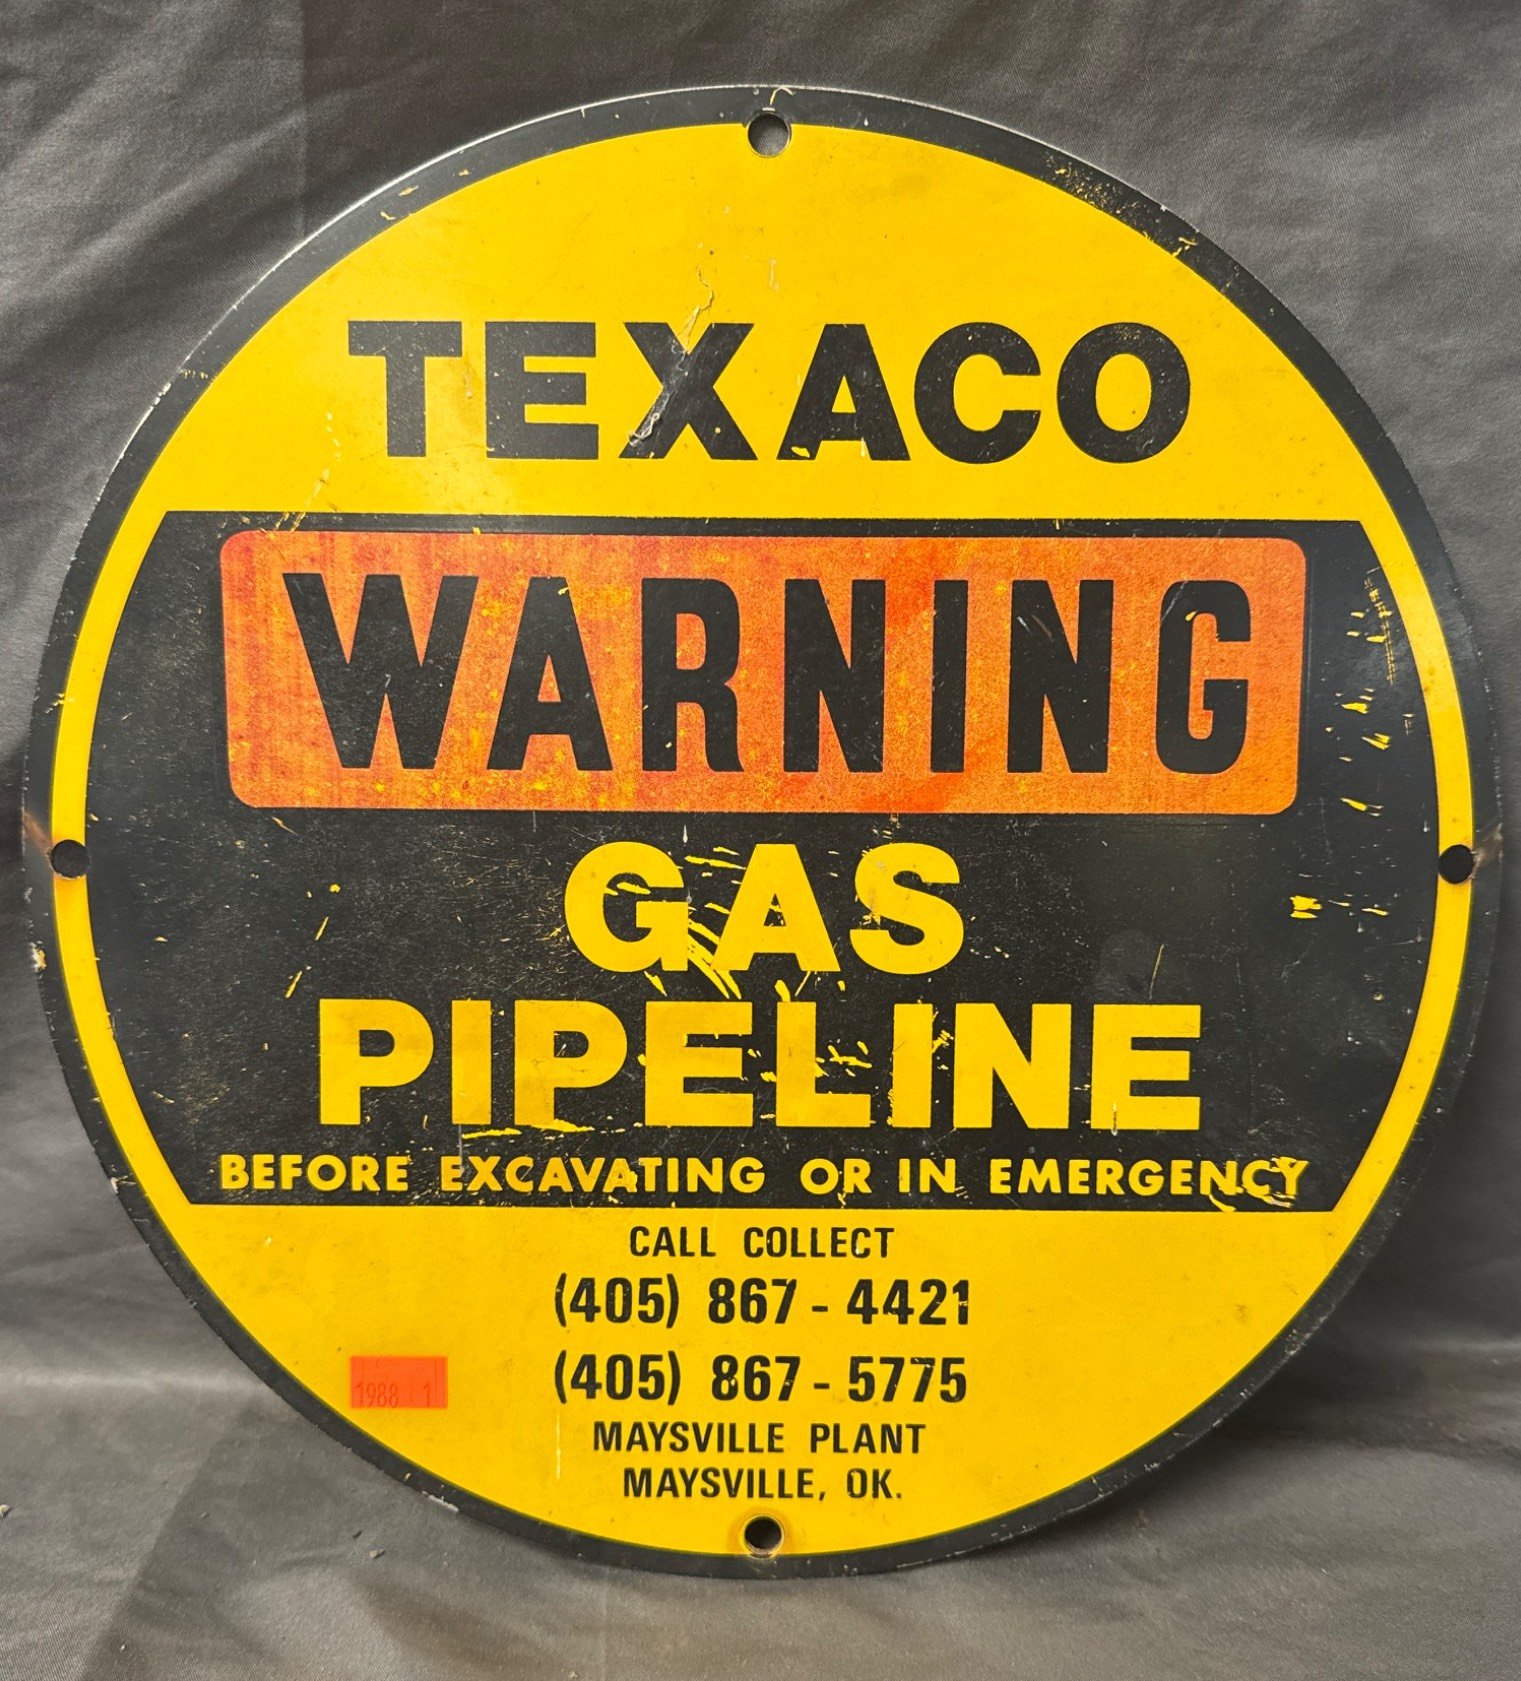 TEXACO
WARNING
GAS
PIPELINE
BEFORE EXCAVATING OR IN EMERGENCY
CALL COLLECT
(405) 867-4421
(405) 867-5775
1988 1
MAYSVILLE PLANT
MAYSVILLE, OK.